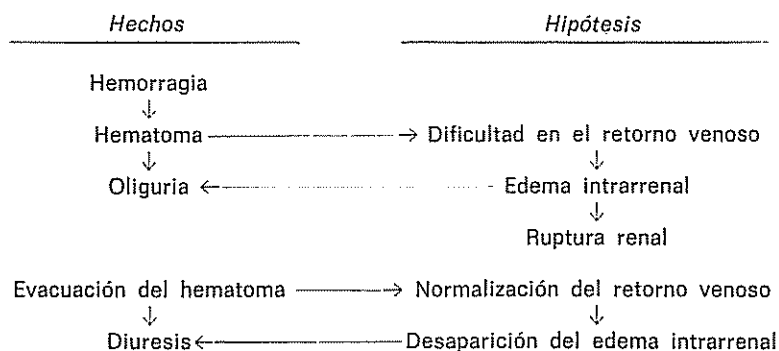 Hechos Hipótesis
Hemorragia
Hematoma Dificultad en el retorno venoso
Oliguria Edema intrarrenal
Ruptura renal
Evacuación del hematoma Normalización del retorno venoso
Diuresis Desaparición del edema intrarrenal